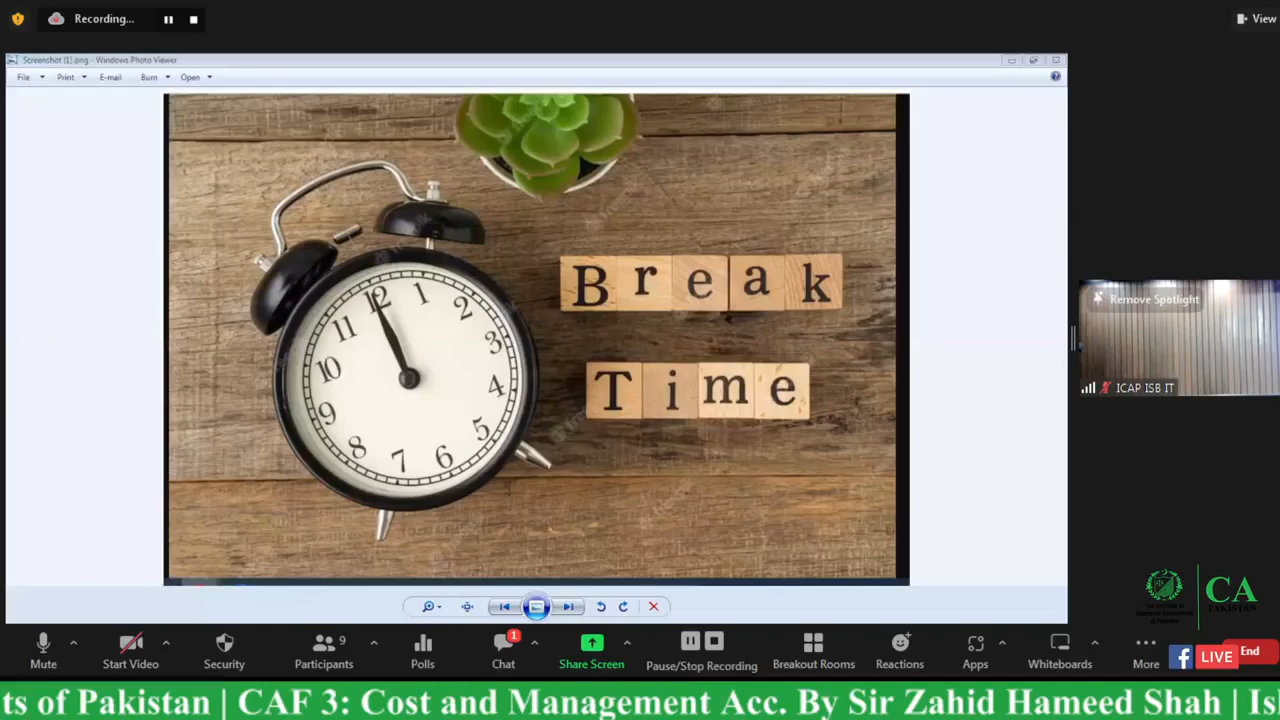 Recording...
View
Screenshot (1).png - Windows Photo Viewer
File Print E-mail Burn Open
12 1 2 3 4 5 6 7 8 9 10 11
Break
Time
Remove Spotlight
ICAP ISB IT
CA
PAKISTAN
9
1
Mute Start Video Security Participants Polls Chat Share Screen Pause/Stop Recording Breakout Rooms Reactions Apps Whiteboards More LIVE End
ts of Pakistan | CAF 3: Cost and Management Acc. By Sir Zahid Hameed Shah | Isl